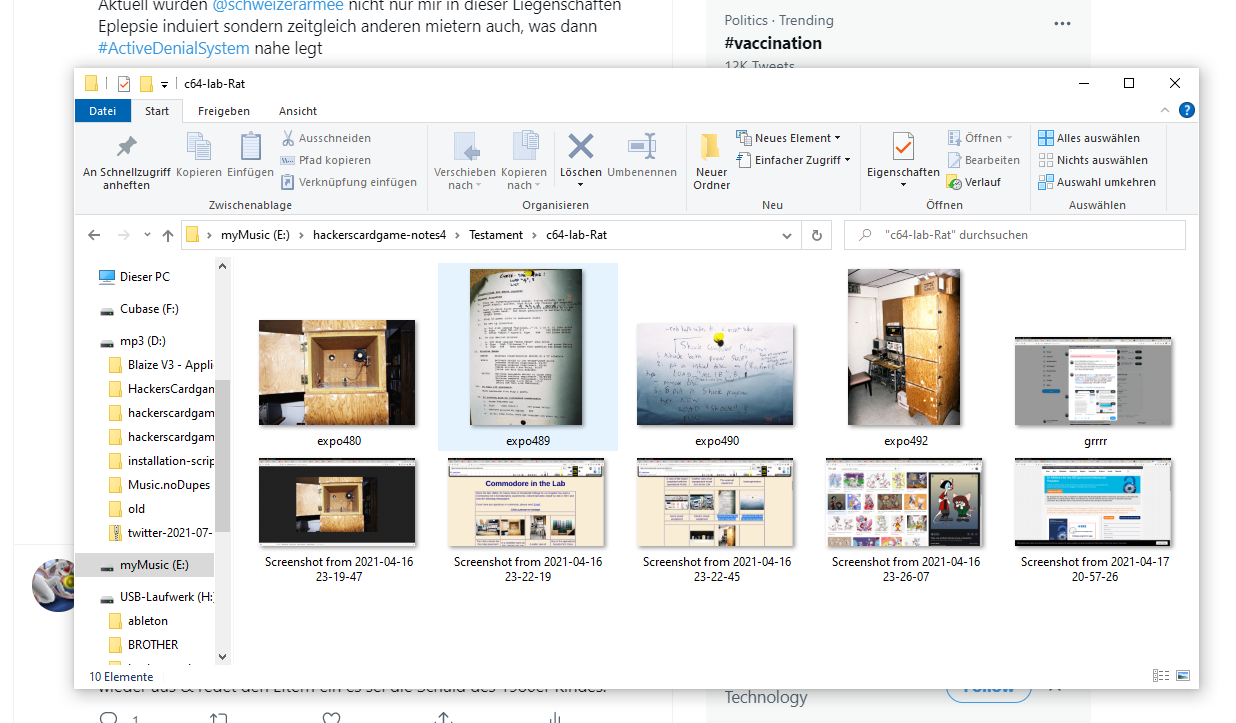 Aktuell wurden @schweizerarmee nicht nur mir in dieser Liegenschaften
Eplepsie induiert sondern zeitgleich anderen mietern auch, was dann
#ActiveDenialSystem nahe legt
Politics · Trending
#vaccination
12K Tweets
c64-lab-Rat
Datei Start Freigeben Ansicht
An Schnellzugriff anheften
Kopieren
Einfügen
Ausschneiden
Pfad kopieren
Verknüpfung einfügen
Zwischenablage
Verschieben nach
Kopieren nach
Löschen
Umbenennen
Organisieren
Neuer Ordner
Neues Element
Einfacher Zugriff
Neu
Eigenschaften
Öffnen
Bearbeiten
Verlauf
Öffnen
Alles auswählen
Nichts auswählen
Auswahl umkehren
Auswählen
myMusic (E:) › hackerscardgame-notes4 › Testament › c64-lab-Rat
"c64-lab-Rat" durchsuchen
Dieser PC
Cubase (F:)
mp3 (D:)
Blaize V3 - Appli
HackersCardgan
hackerscardgam
hackerscardgam
installation-scrip
Music.noDupes
old
twitter-2021-07-
myMusic (E:)
USB-Laufwerk (H:
ableton
BROTHER
expo480
expo489
expo490
expo492
grrrr
Commodore in the Lab
Screenshot from 2021-04-16
23-19-47
Screenshot from 2021-04-16
23-22-19
Screenshot from 2021-04-16
23-22-45
Screenshot from 2021-04-16
23-26-07
Screenshot from 2021-04-17
20-57-26
10 Elemente
wieder aus & redet den Eltern ein es sei die Schuld des 1960er Kindes.
1
Technology
Follow